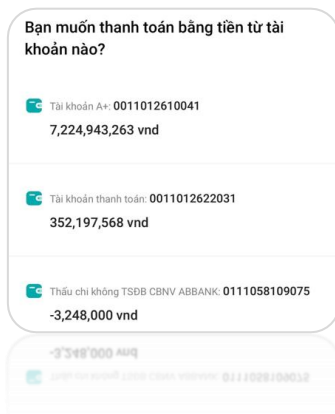 Bạn muốn thanh toán bằng tiền từ tài
khoản nào?
Tài khoản A+: 0011012610041
7,224,943,263 vnd
Tài khoản thanh toán: 0011012622031
352,197,568 vnd
Thấu chi không TSĐB CBNV ABBANK: 0111058109075
-3,248,000 vnd